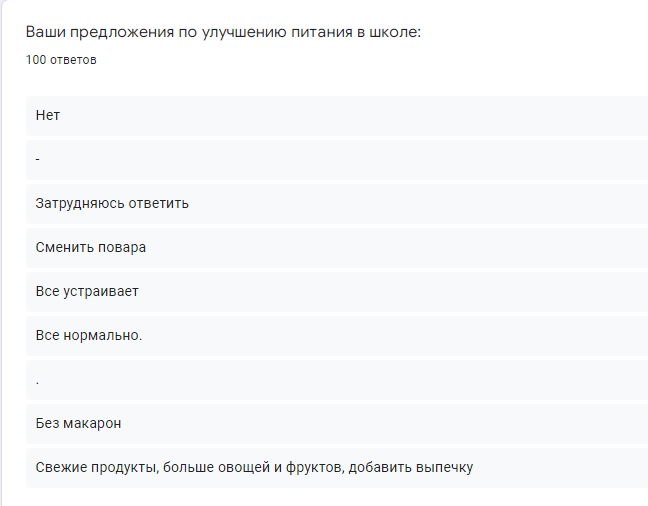 Ваши предложения по улучшению питания в школе:
100 ответов
Нет
-
Затрудняюсь ответить
Сменить повара
Все устраивает
Все нормально.
.
Без макарон
Свежие продукты, больше овощей и фруктов, добавить выпечку